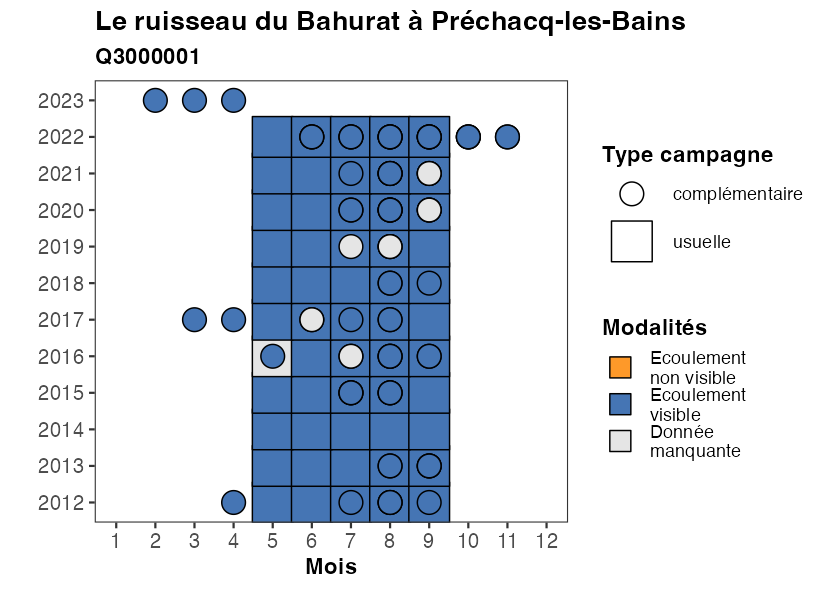 Le ruisseau du Bahurat à Préchacq-les-Bains
Q3000001
2023
2022
2021
2020
2019
2018
2017
2016
2015
2014
2013
2012
1 2 3 4 5 6 7 8 9 10 11 12
Mois
Type campagne
complémentaire
usuelle
Modalités
Ecoulement
non visible
Ecoulement
visible
Donnée
manquante